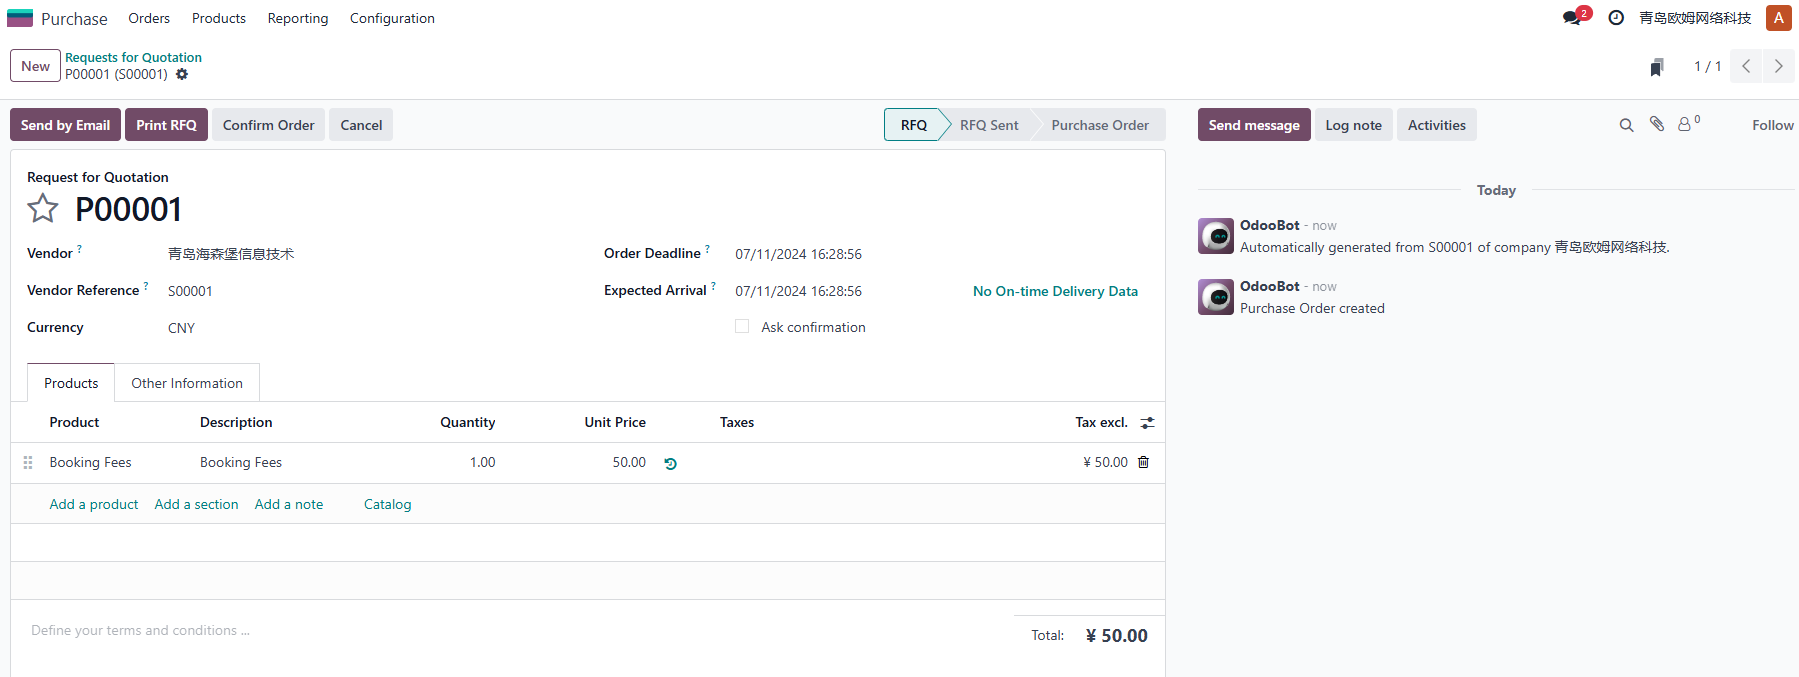 Purchase Orders Products Reporting Configuration 2 青岛欧姆网络科技 A
New Requests for Quotation
P00001 (S00001) 1 / 1
Send by Email Print RFQ Confirm Order Cancel RFQ RFQ Sent Purchase Order Send message Log note Activities 0 Follow
Request for Quotation
P00001
Today
Vendor ? 青岛海森堡信息技术 Order Deadline ? 07/11/2024 16:28:56
OdooBot - now
Automatically generated from S00001 of company 青岛欧姆网络科技.
Vendor Reference ? S00001 Expected Arrival ? 07/11/2024 16:28:56 No On-time Delivery Data
OdooBot - now
Purchase Order created
Currency CNY Ask confirmation
Products Other Information
Product Description Quantity Unit Price Taxes Tax excl.
Booking Fees Booking Fees 1.00 50.00 ¥ 50.00
Add a product Add a section Add a note Catalog
Define your terms and conditions ...
Total: ¥ 50.00